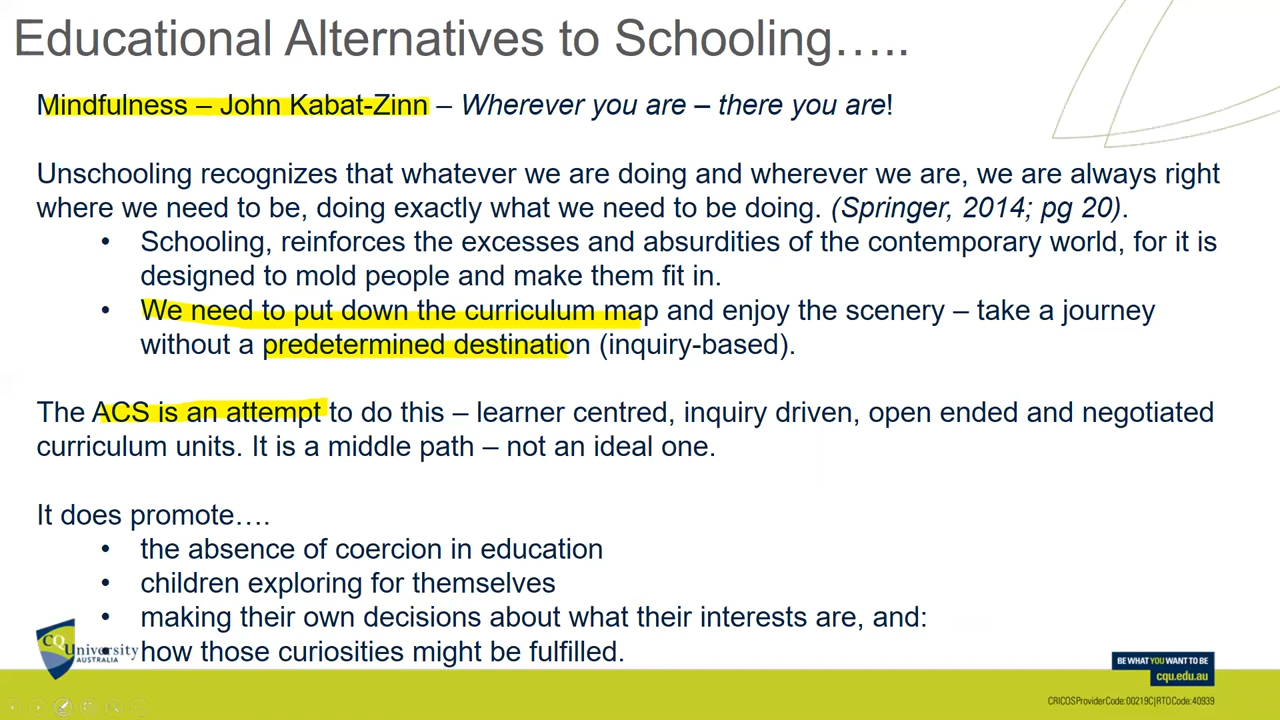 Educational Alternatives to Schooling…..
Mindfulness – John Kabat-Zinn – Wherever you are – there you are!
Unschooling recognizes that whatever we are doing and wherever we are, we are always right
where we need to be, doing exactly what we need to be doing. (Springer, 2014; pg 20).
• Schooling, reinforces the excesses and absurdities of the contemporary world, for it is
designed to mold people and make them fit in.
• We need to put down the curriculum map and enjoy the scenery – take a journey
without a predetermined destination (inquiry-based).
The ACS is an attempt to do this – learner centred, inquiry driven, open ended and negotiated
curriculum units. It is a middle path – not an ideal one.
It does promote….
• the absence of coercion in education
• children exploring for themselves
• making their own decisions about what their interests are, and:
• how those curiosities might be fulfilled.
CQUniversity
AUSTRALIA
BE WHAT YOU WANT TO BE
cqu.edu.au
CRICOS Provider Code: 00219C | RTO Code: 40939